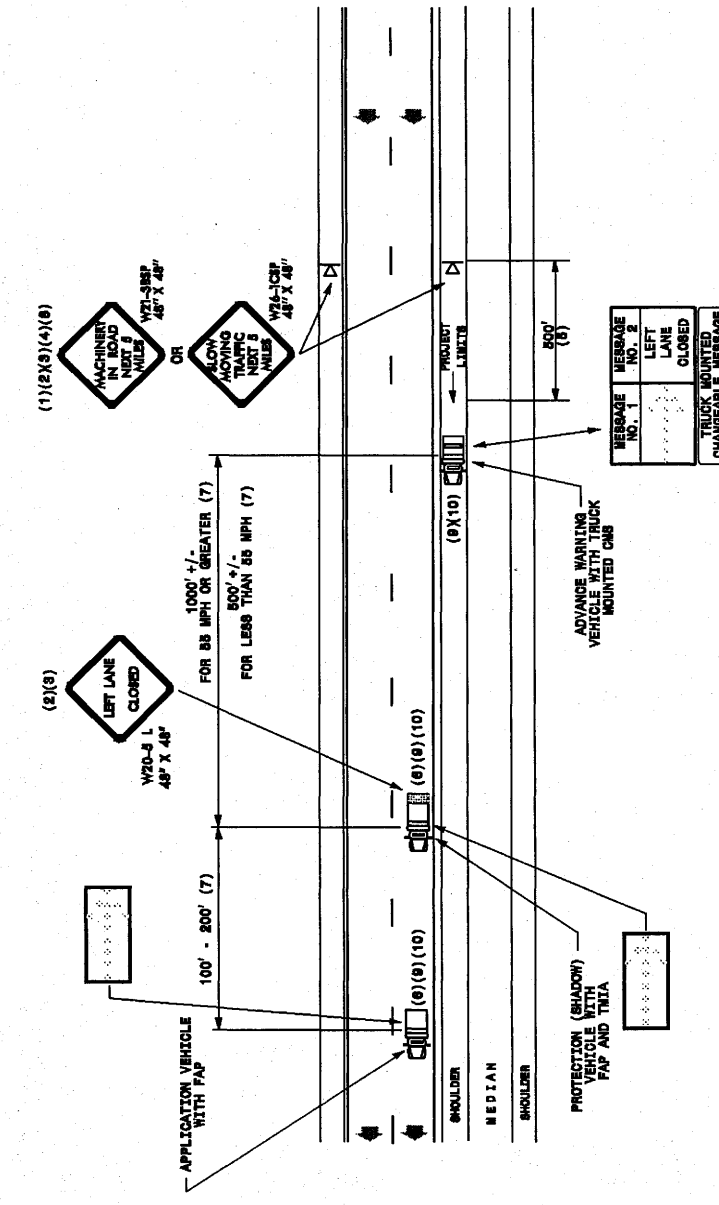 (1)(2)(3)(4)(8)
MACHINERY
IN ROAD
NEXT 5
MILES
W21-3BSP
48" X 48"
OR
SLOW
MOVING
TRAFFIC
NEXT 5
MILES
W26-1CSP
48" X 48"
(2)(3)
LEFT LANE
CLOSED
W20-5 L
48" X 48"
1000' +/-
FOR 55 MPH OR GREATER (7)
500' +/-
FOR LESS THAN 55 MPH (7)
100' - 200' (7)
APPLICATION VEHICLE
WITH FAP
(6)(9)(10)
(6)(9)(10)
(9)(10)
PROJECT
LIMITS
500'
(5)
SHOULDER
MEDIAN
SHOULDER
PROTECTION (SHADOW)
VEHICLE WITH
FAP AND TMIA
ADVANCE WARNING
VEHICLE WITH TRUCK
MOUNTED CMS
MESSAGE
NO. 1
MESSAGE
NO. 2
LEFT
LANE
CLOSED
TRUCK MOUNTED
CHANGEABLE MESSAGE